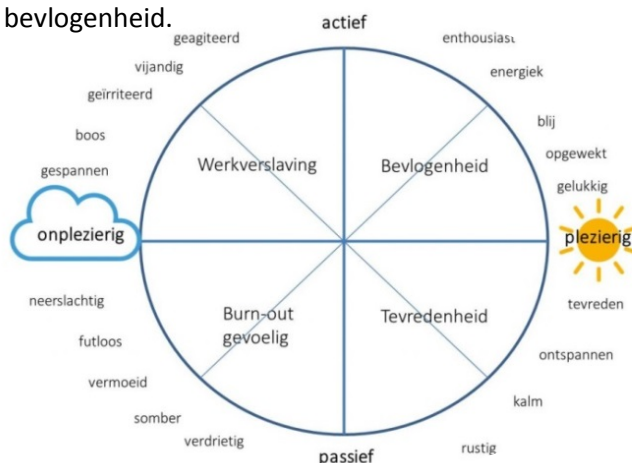 bevlogenheid.
actief
geagiteerd
vijandig
geïrriteerd
boos
gespannen
energiek
blij
opgewekt
gelukkig
Werkverslaving
Bevlogenheid
onplezierig
plezierig
neerslachtig
futloos
vermoeid
somber
verdrietig
Burn-out
gevoelig
Tevredenheid
tevreden
ontspannen
kalm
rustig
passief